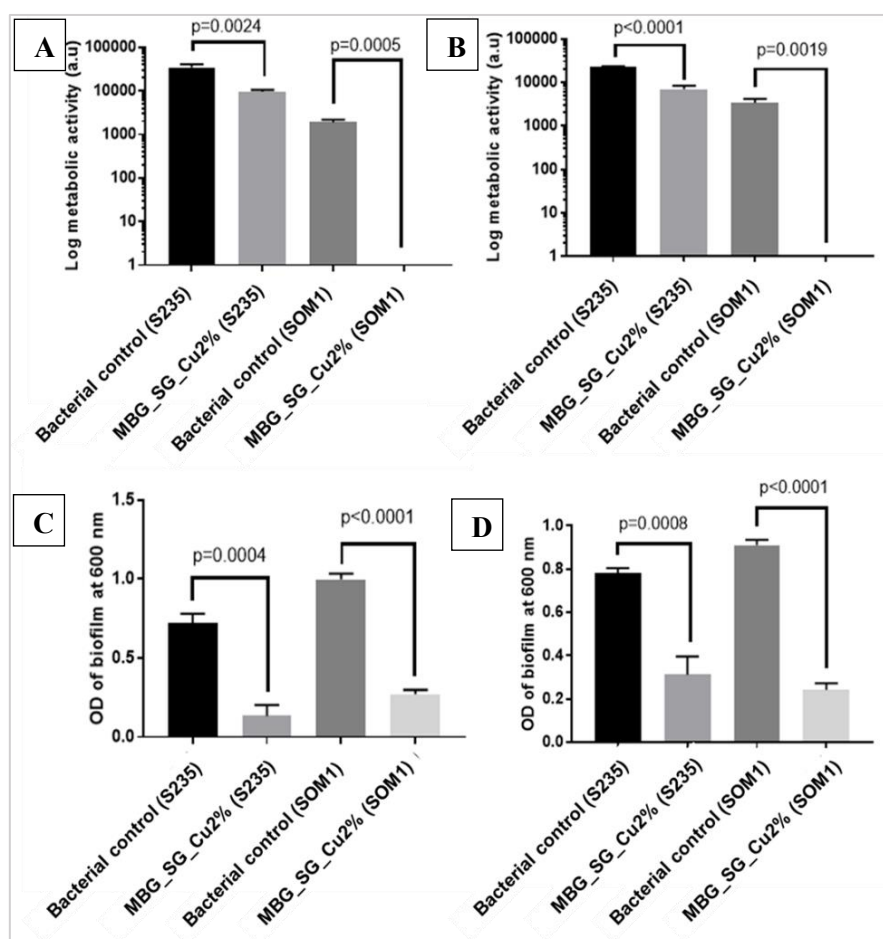 A
Log metabolic activity (a.u)
100000
10000
1000
100
10
1
p=0.0024
p=0.0005
Bacterial control (S235)
MBG_SG_Cu2% (S235)
Bacterial control (SOM1)
MBG_SG_Cu2% (SOM1)
B
Log metabolic activity (a.u)
100000
10000
1000
100
10
1
p<0.0001
p=0.0019
Bacterial control (S235)
MBG_SG_Cu2% (S235)
Bacterial control (SOM1)
MBG_SG_Cu2% (SOM1)
C
OD of biofilm at 600 nm
1.5
1.0
0.5
0.0
p=0.0004
p<0.0001
Bacterial control (S235)
MBG_SG_Cu2% (S235)
Bacterial control (SOM1)
MBG_SG_Cu2% (SOM1)
D
OD of biofilm at 600 nm
1.0
0.8
0.6
0.4
0.2
0.0
p=0.0008
p<0.0001
Bacterial control (S235)
MBG_SG_Cu2% (S235)
Bacterial control (SOM1)
MBG_SG_Cu2% (SOM1)